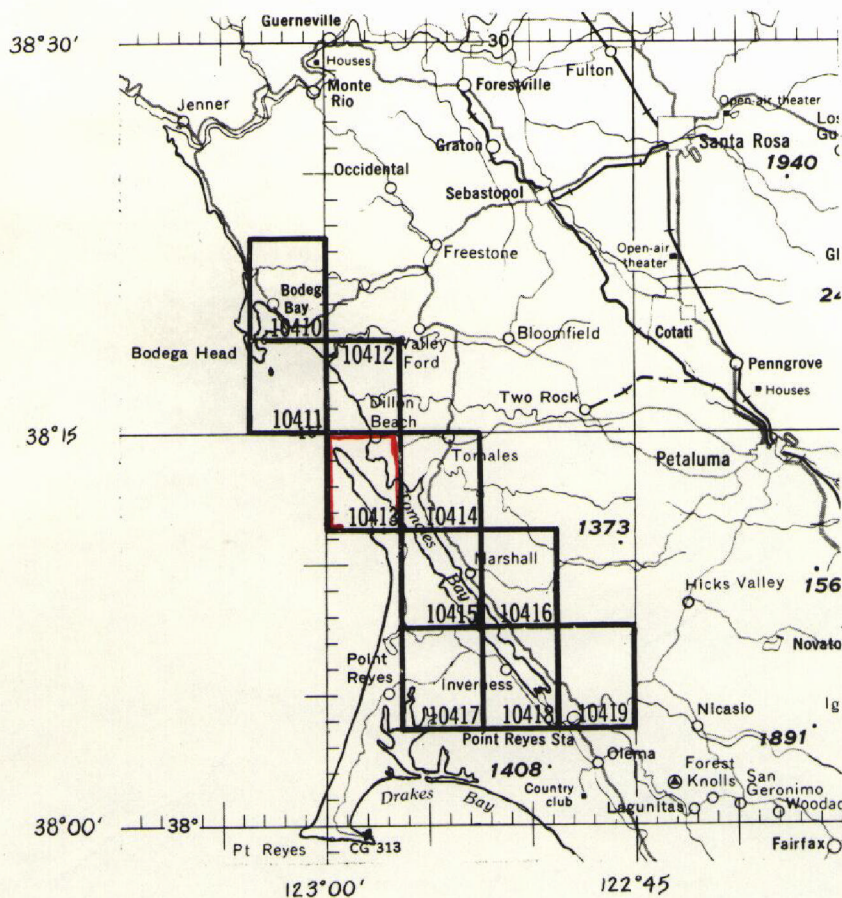 Guerneville
38°30'
30
Houses
Fulton
Monte
Rio
Forestville
Open-air theater
Jenner
Santa Rosa
Graton
1940
Occidental
Sebastopol
Freestone
Open-air
theater
Bodega
Bay
10410
Cotati
Bodega Head
10412
Valley
Ford
Bloomfield
Penngrove
Houses
Two Rock
Dillon
Beach
10411
38°15'
Tomales
Petaluma
10413
10414
1373
Tomales
Bay
Marshall
Hicks Valley
156
10415
10416
Novato
Point
Reyes
Inverness
10417
10418
10419
Nicasio
Point Reyes Sta
1891
1408
Olema
Forest
Knolls
San
Geronimo
Country
club
Lagunitas
Woodac
Drakes Bay
38°00'
38°
Fairfax
Pt Reyes
CG 313
123°00'
122°45'